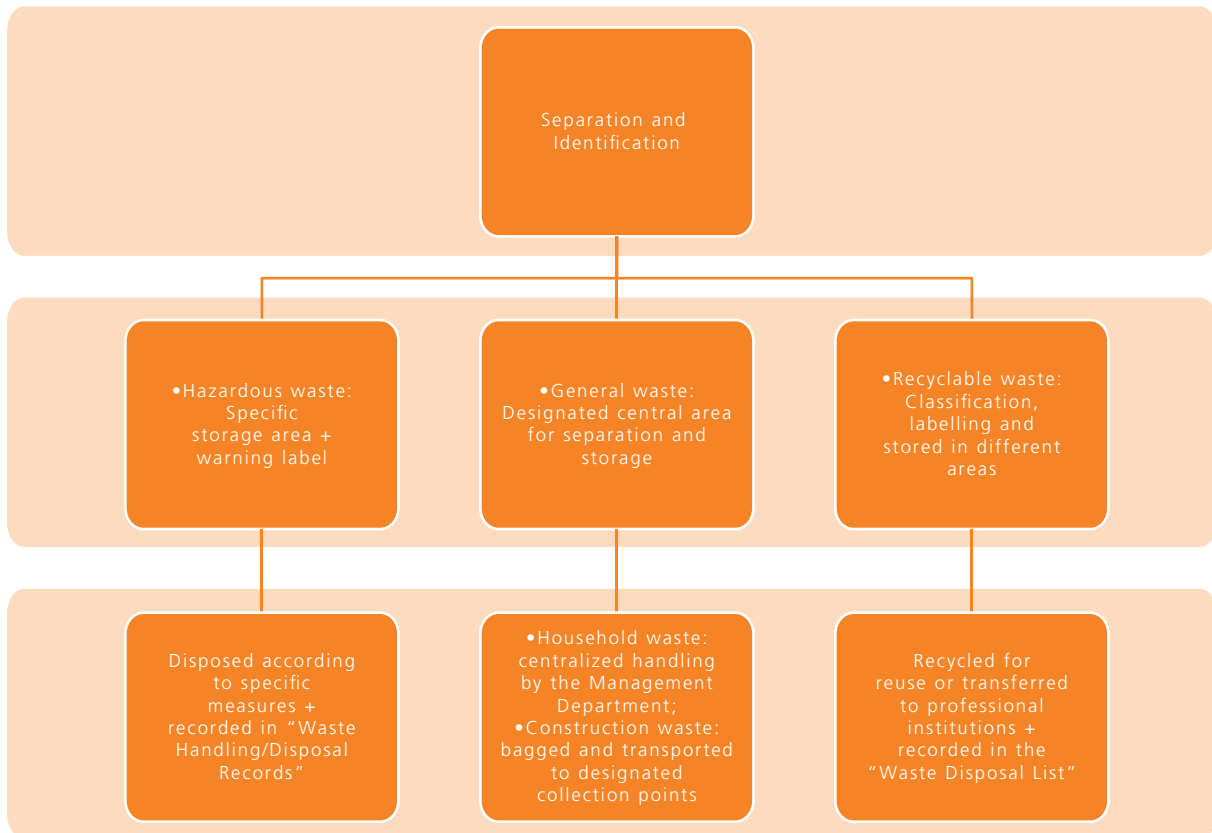 Separation and
Identification
•Hazardous waste:
Specific
storage area +
warning label
•General waste:
Designated central area
for separation and
storage
•Recyclable waste:
Classification,
labelling and
stored in different
areas
Disposed according
to specific
measures +
recorded in “Waste
Handling/Disposal
Records”
•Household waste:
centralized handling
by the Management
Department;
•Construction waste:
bagged and transported
to designated
collection points
Recycled for
reuse or transferred
to professional
institutions +
recorded in the
“Waste Disposal List”